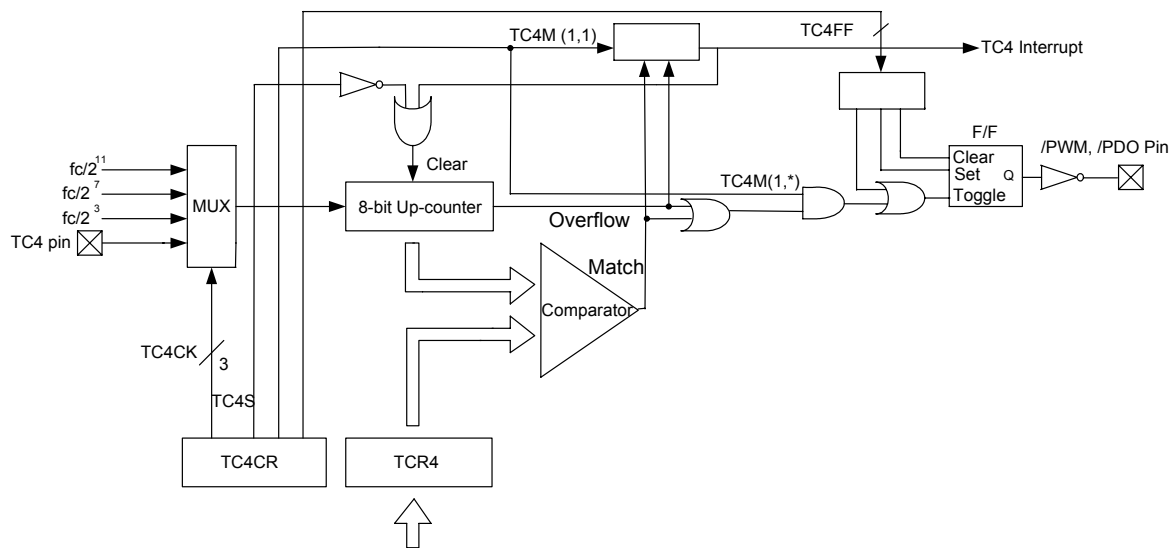 TC4M (1,1)
TC4FF
TC4 Interrupt
F/F
/PWM, /PDO Pin
Clear
Set
Q
Toggle
Clear
fc/2^11
fc/2^7
fc/2^3
TC4 pin
MUX
8-bit Up-counter
TC4M(1,*)
Overflow
Match
Comparator
TC4CK
3
TC4S
TC4CR
TCR4